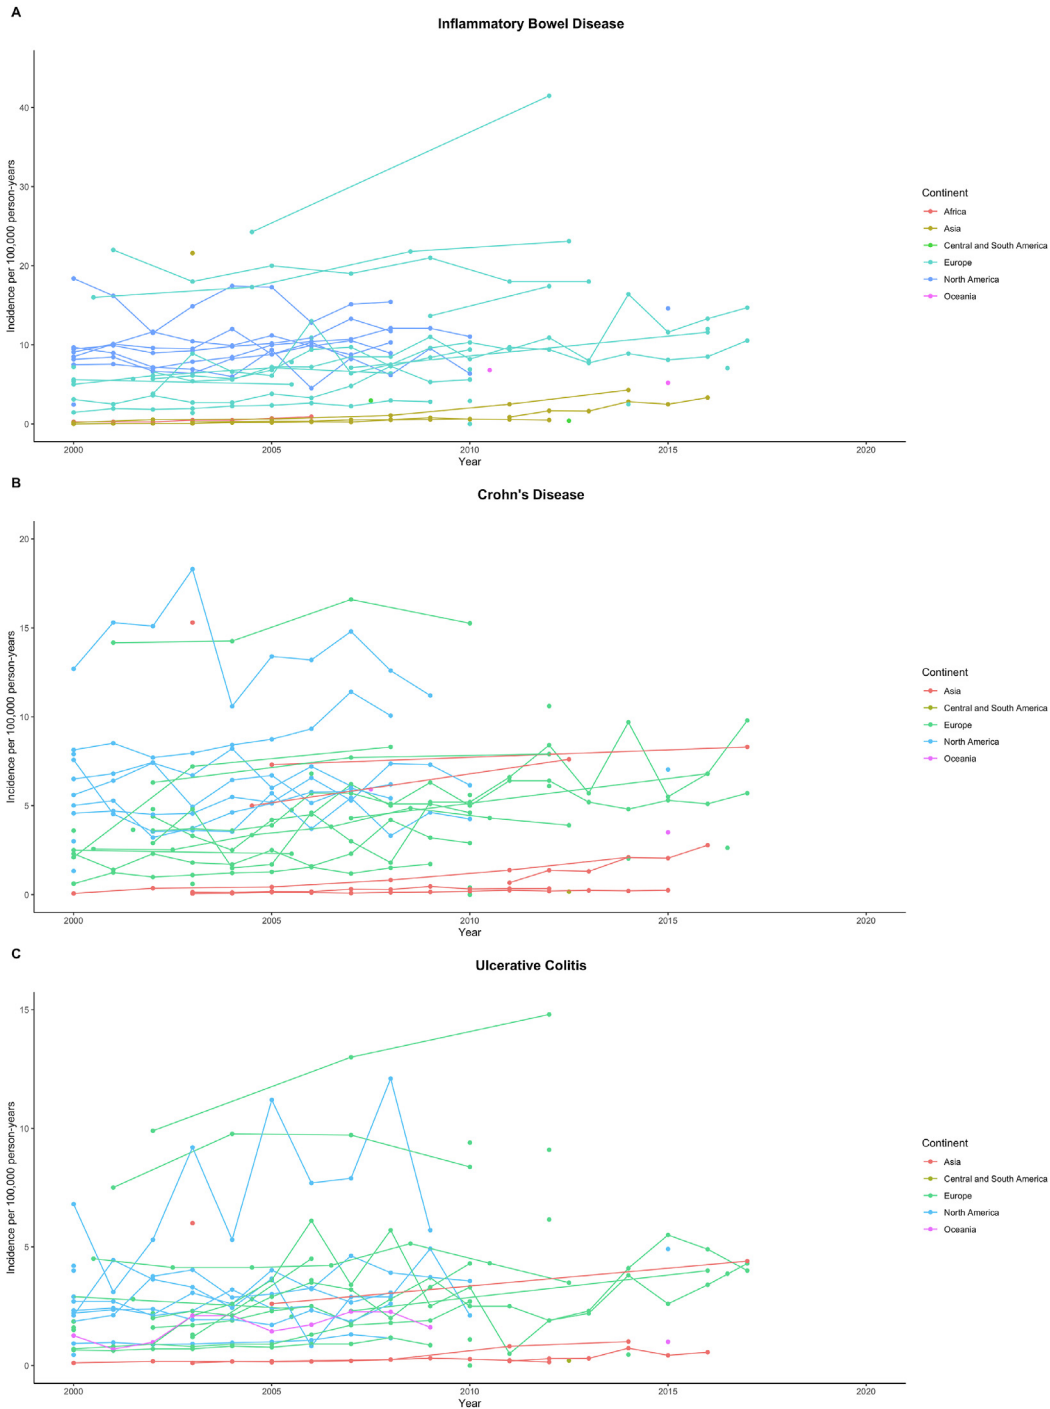 A
Inflammatory Bowel Disease
Incidence per 100,000 person-years
40
30
20
10
0
2000 2005 2010 2015 2020
Year
Continent
Africa
Asia
Central and South America
Europe
North America
Oceania
B
Crohn's Disease
Incidence per 100,000 person-years
20
15
10
5
0
2000 2005 2010 2015 2020
Year
Continent
Asia
Central and South America
Europe
North America
Oceania
C
Ulcerative Colitis
Incidence per 100,000 person-years
15
10
5
0
2000 2005 2010 2015 2020
Year
Continent
Asia
Central and South America
Europe
North America
Oceania